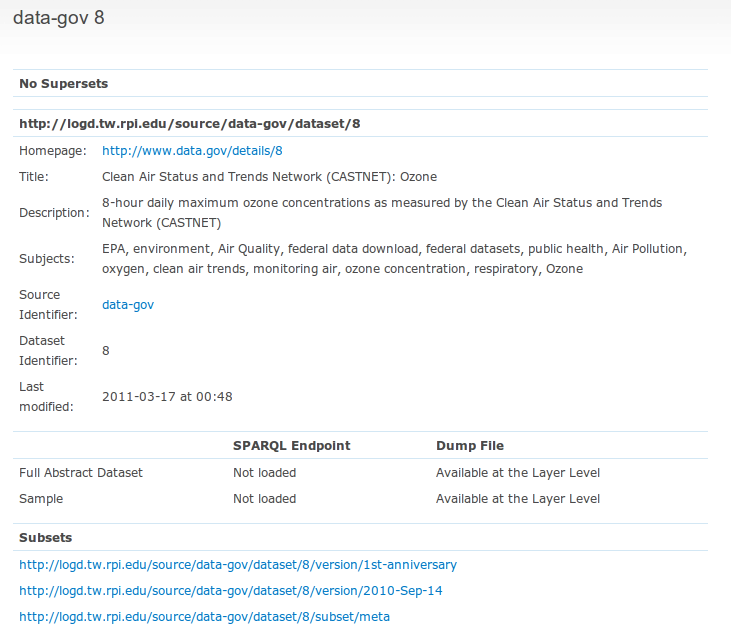 data-gov 8
No Supersets
http://logd.tw.rpi.edu/source/data-gov/dataset/8
Homepage: http://www.data.gov/details/8
Title: Clean Air Status and Trends Network (CASTNET): Ozone
Description: 8-hour daily maximum ozone concentrations as measured by the Clean Air Status and Trends
Network (CASTNET)
Subjects: EPA, environment, Air Quality, federal data download, federal datasets, public health, Air Pollution,
oxygen, clean air trends, monitoring air, ozone concentration, respiratory, Ozone
Source
Identifier: data-gov
Dataset
Identifier: 8
Last
modified: 2011-03-17 at 00:48
SPARQL Endpoint Dump File
Full Abstract Dataset Not loaded Available at the Layer Level
Sample Not loaded Available at the Layer Level
Subsets
http://logd.tw.rpi.edu/source/data-gov/dataset/8/version/1st-anniversary
http://logd.tw.rpi.edu/source/data-gov/dataset/8/version/2010-Sep-14
http://logd.tw.rpi.edu/source/data-gov/dataset/8/subset/meta